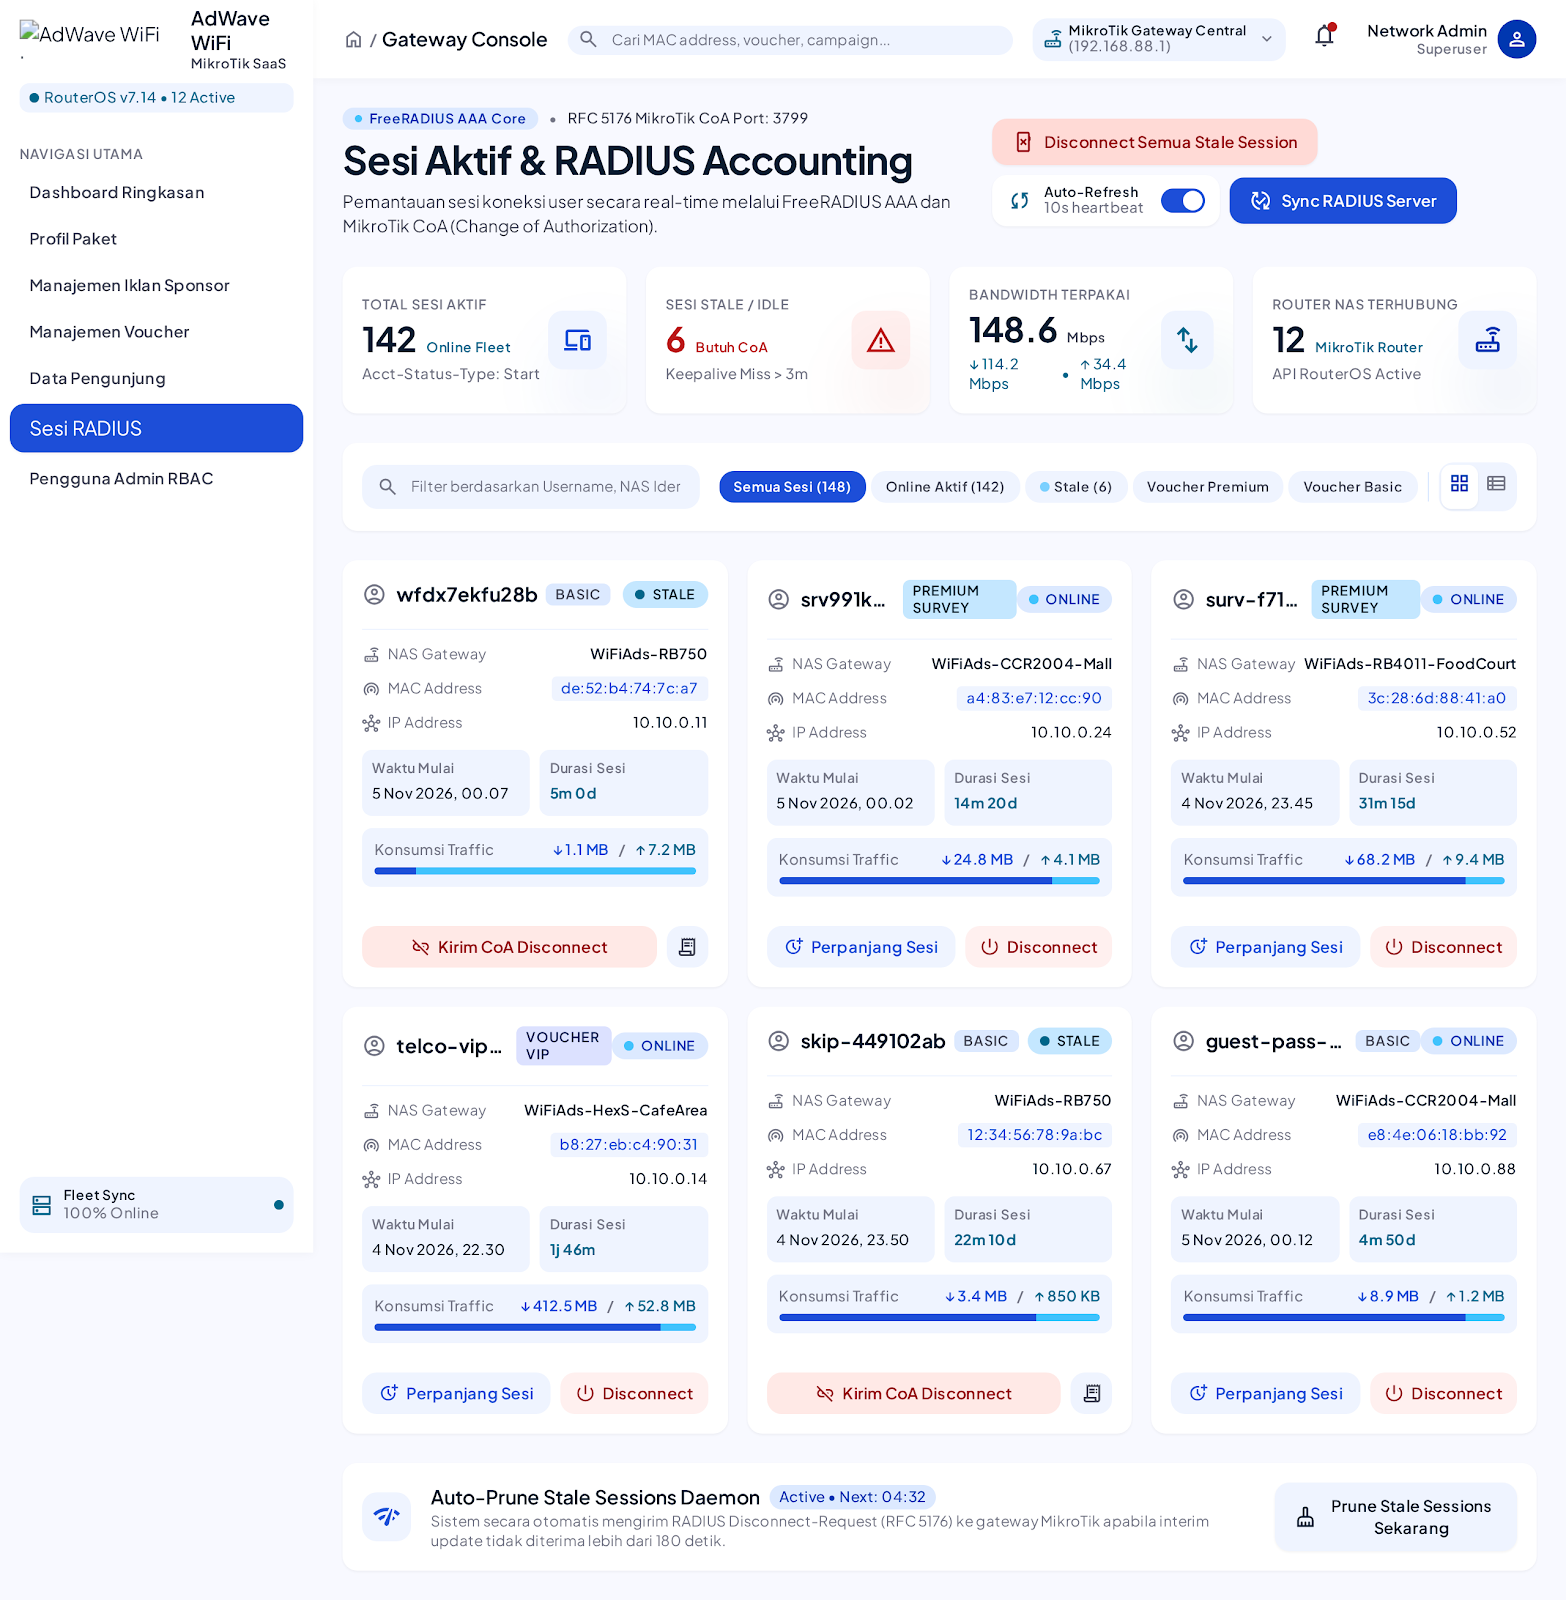 AdWave WiFi
AdWave WiFi
MikroTik SaaS
RouterOS v7.14 • 12 Active
NAVIGASI UTAMA
Dashboard Ringkasan
Profil Paket
Manajemen Iklan Sponsor
Manajemen Voucher
Data Pengunjung
Sesi RADIUS
Pengguna Admin RBAC
Fleet Sync
100% Online
/ Gateway Console
Cari MAC address, voucher, campaign...
MikroTik Gateway Central
(192.168.88.1)
Network Admin
Superuser
FreeRADIUS AAA Core • RFC 5176 MikroTik CoA Port: 3799
Sesi Aktif & RADIUS Accounting
Pemantauan sesi koneksi user secara real-time melalui FreeRADIUS AAA dan
MikroTik CoA (Change of Authorization).
Disconnect Semua Stale Session
Auto-Refresh
10s heartbeat
Sync RADIUS Server
TOTAL SESI AKTIF
142 Online Fleet
Acct-Status-Type: Start
SESI STALE / IDLE
6 Butuh CoA
Keepalive Miss > 3m
BANDWIDTH TERPAKAI
148.6 Mbps
↓ 114.2 Mbps • ↑ 34.4 Mbps
ROUTER NAS TERHUBUNG
12 MikroTik Router
API RouterOS Active
Filter berdasarkan Username, NAS Iden
Semua Sesi (148)
Online Aktif (142)
Stale (6)
Voucher Premium
Voucher Basic
wfdx7ekfu28b BASIC STALE
NAS Gateway WiFiAds-RB750
MAC Address de:52:b4:74:7c:a7
IP Address 10.10.0.11
Waktu Mulai
5 Nov 2026, 00.07
Durasi Sesi
5m 0d
Konsumsi Traffic ↓ 1.1 MB / ↑ 7.2 MB
Kirim CoA Disconnect
srv991k... PREMIUM SURVEY ONLINE
NAS Gateway WiFiAds-CCR2004-Mall
MAC Address a4:83:e7:12:cc:90
IP Address 10.10.0.24
Waktu Mulai
5 Nov 2026, 00.02
Durasi Sesi
14m 20d
Konsumsi Traffic ↓ 24.8 MB / ↑ 4.1 MB
Perpanjang Sesi
Disconnect
surv-f71... PREMIUM SURVEY ONLINE
NAS Gateway WiFiAds-RB4011-FoodCourt
MAC Address 3c:28:6d:88:41:a0
IP Address 10.10.0.52
Waktu Mulai
4 Nov 2026, 23.45
Durasi Sesi
31m 15d
Konsumsi Traffic ↓ 68.2 MB / ↑ 9.4 MB
Perpanjang Sesi
Disconnect
telco-vip... VOUCHER VIP ONLINE
NAS Gateway WiFiAds-HexS-CafeArea
MAC Address b8:27:eb:c4:90:31
IP Address 10.10.0.14
Waktu Mulai
4 Nov 2026, 22.30
Durasi Sesi
1j 46m
Konsumsi Traffic ↓ 412.5 MB / ↑ 52.8 MB
Perpanjang Sesi
Disconnect
skip-449102ab BASIC STALE
NAS Gateway WiFiAds-RB750
MAC Address 12:34:56:78:9a:bc
IP Address 10.10.0.67
Waktu Mulai
4 Nov 2026, 23.50
Durasi Sesi
22m 10d
Konsumsi Traffic ↓ 3.4 MB / ↑ 850 KB
Kirim CoA Disconnect
guest-pass-... BASIC ONLINE
NAS Gateway WiFiAds-CCR2004-Mall
MAC Address e8:4e:06:18:bb:92
IP Address 10.10.0.88
Waktu Mulai
5 Nov 2026, 00.12
Durasi Sesi
4m 50d
Konsumsi Traffic ↓ 8.9 MB / ↑ 1.2 MB
Perpanjang Sesi
Disconnect
Auto-Prune Stale Sessions Daemon Active • Next: 04:32
Sistem secara otomatis mengirim RADIUS Disconnect-Request (RFC 5176) ke gateway MikroTik apabila interim
update tidak diterima lebih dari 180 detik.
Prune Stale Sessions
Sekarang